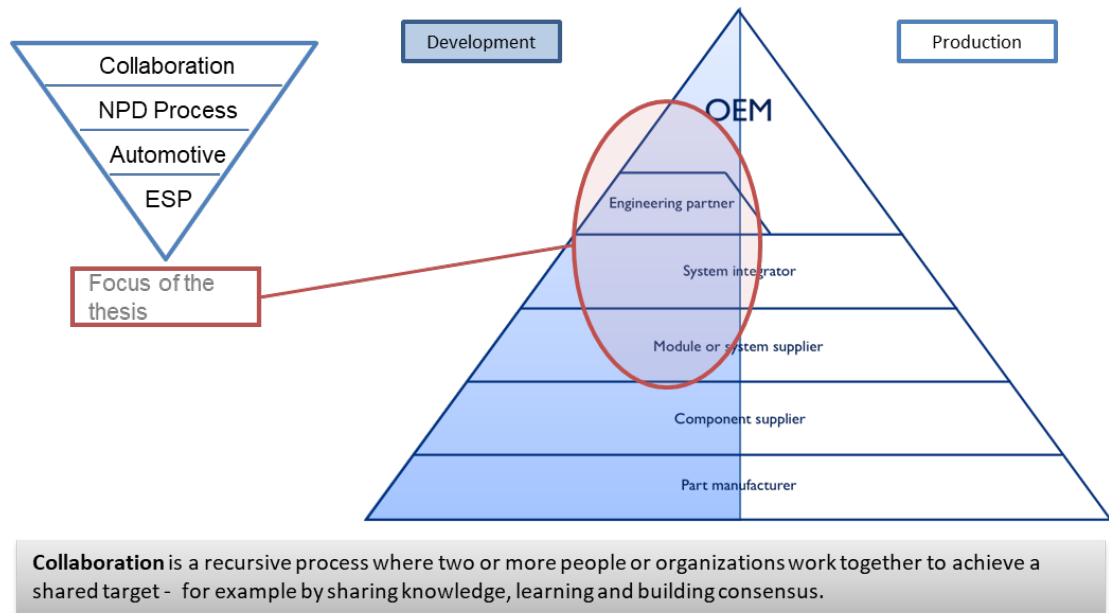 Collaboration
NPD Process
Automotive
ESP
Focus of the
thesis
Development
Production
OEM
Engineering partner
System integrator
Module or system supplier
Component supplier
Part manufacturer
Collaboration is a recursive process where two or more people or organizations work together to achieve a
shared target - for example by sharing knowledge, learning and building consensus.